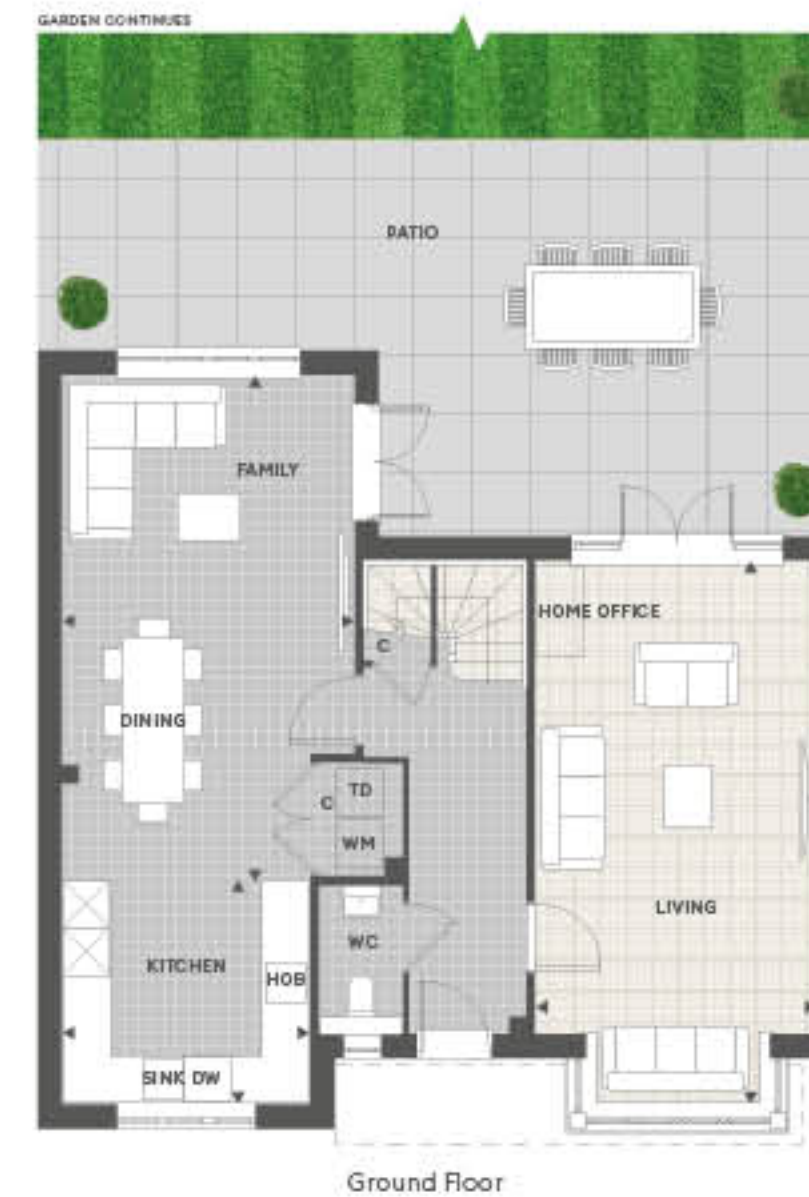 GARDEN CONTINUES
PATIO
FAMILY
HOME OFFICE
C
DINING
TD
C
WM
LIVING
WC
KITCHEN
HOB
SINK DW
Ground Floor